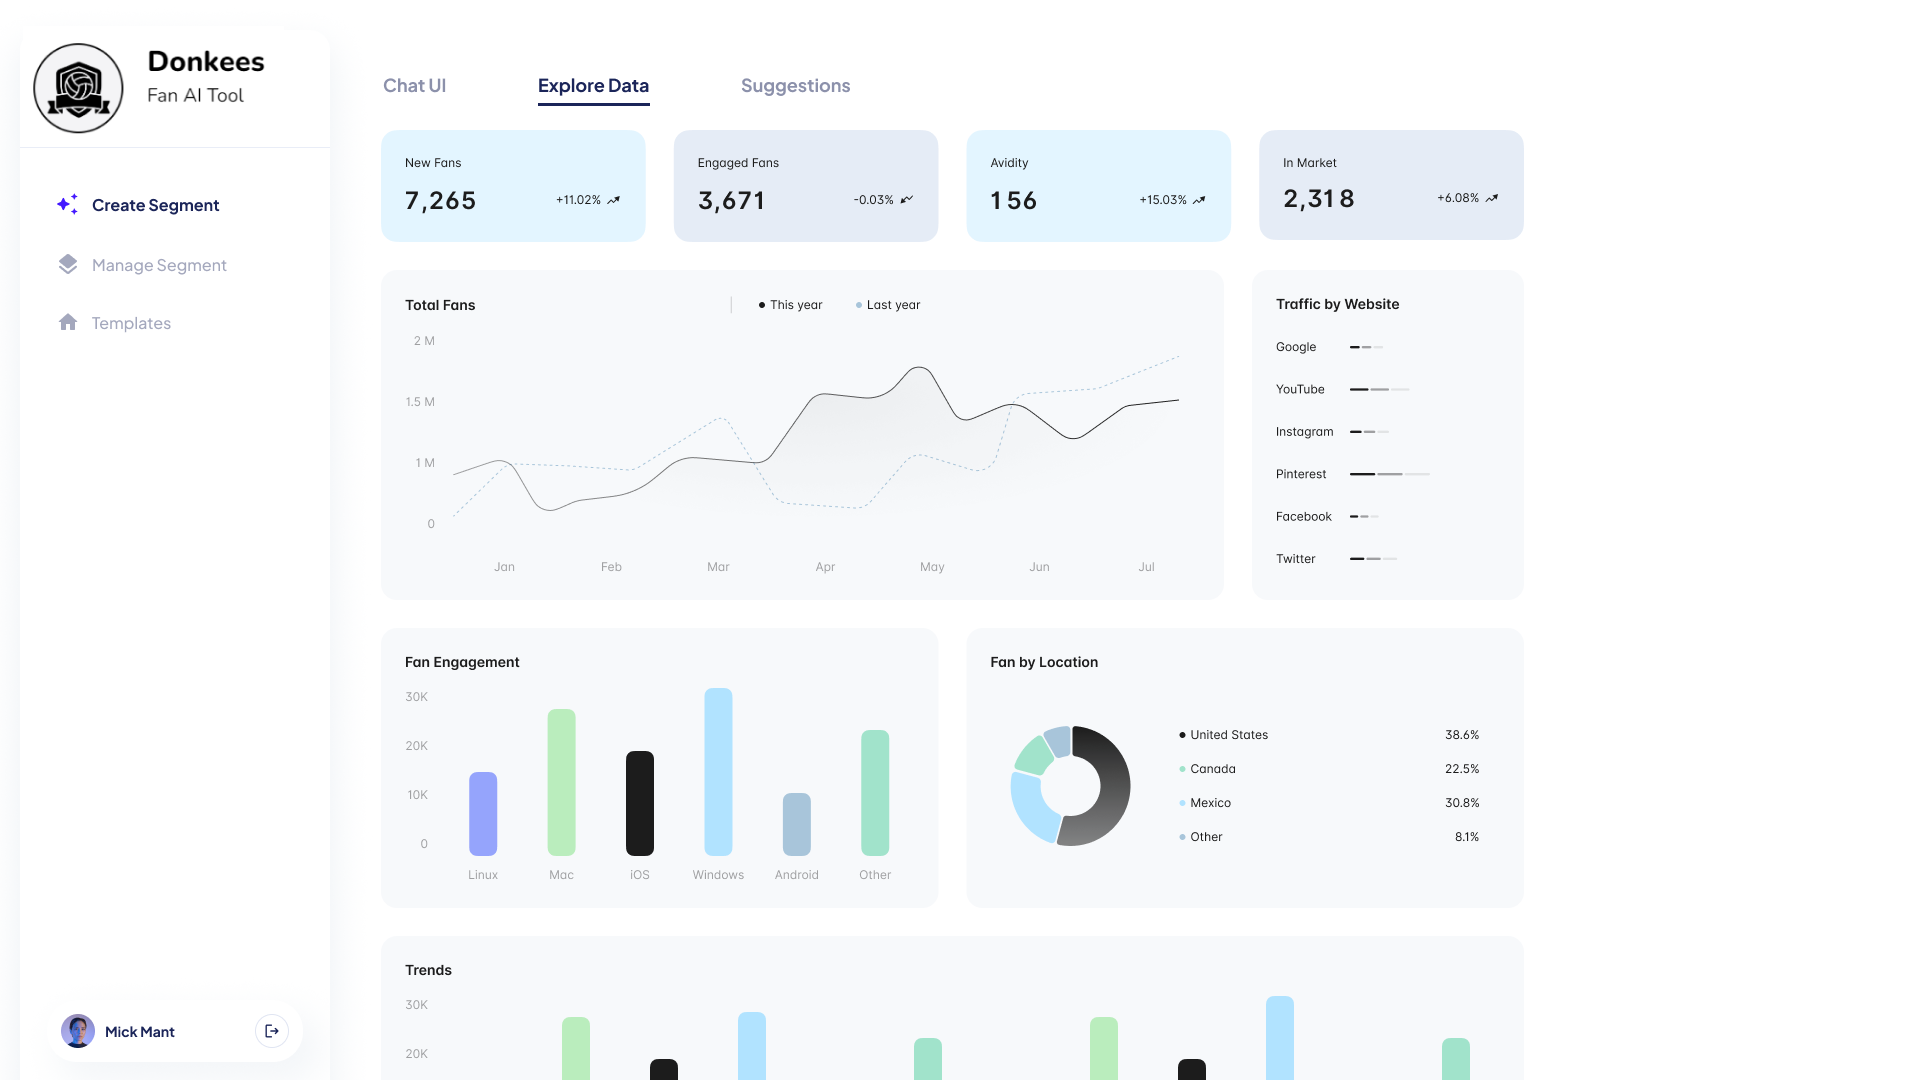 Donkees
Fan AI Tool
Create Segment
Manage Segment
Templates
Mick Mant
Chat UI
Explore Data
Suggestions
New Fans
7,265
+11.02%
Engaged Fans
3,671
-0.03%
Avidity
156
+15.03%
In Market
2,318
+6.08%
Total Fans
This year
Last year
2 M
1.5 M
1 M
0
Jan
Feb
Mar
Apr
May
Jun
Jul
Traffic by Website
Google
YouTube
Instagram
Pinterest
Facebook
Twitter
Fan Engagement
30K
20K
10K
0
Linux
Mac
iOS
Windows
Android
Other
Fan by Location
United States 38.6%
Canada 22.5%
Mexico 30.8%
Other 8.1%
Trends
30K
20K